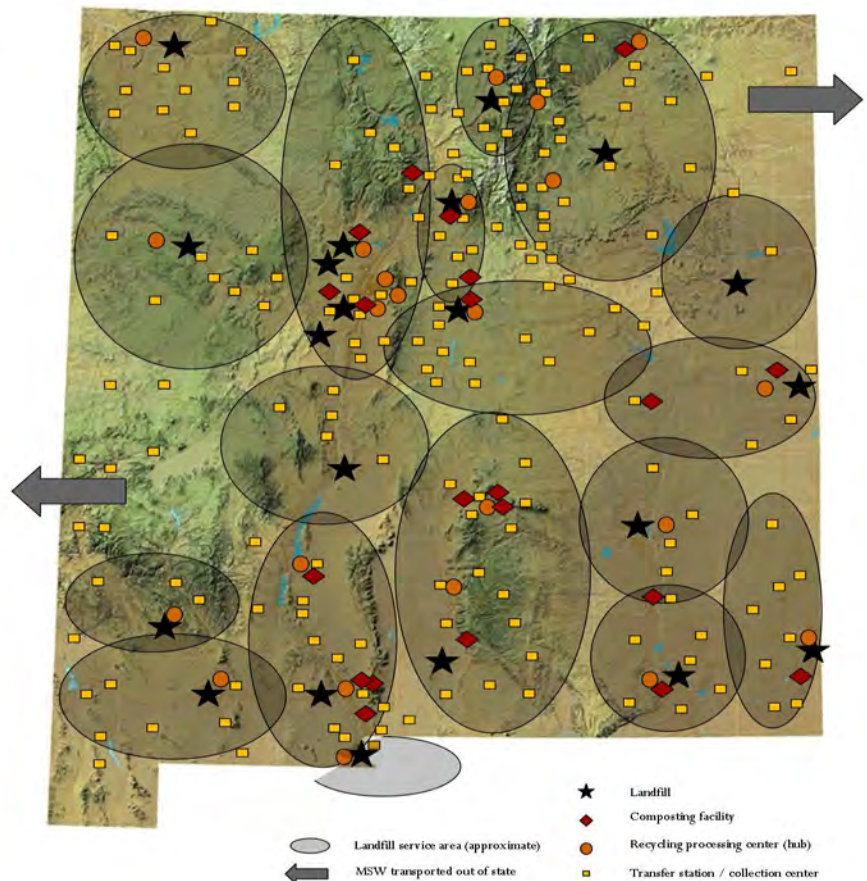 Landfill
Composting facility
Landfill service area (approximate)
Recycling processing center (hub)
MSW transported out of state
Transfer station / collection center